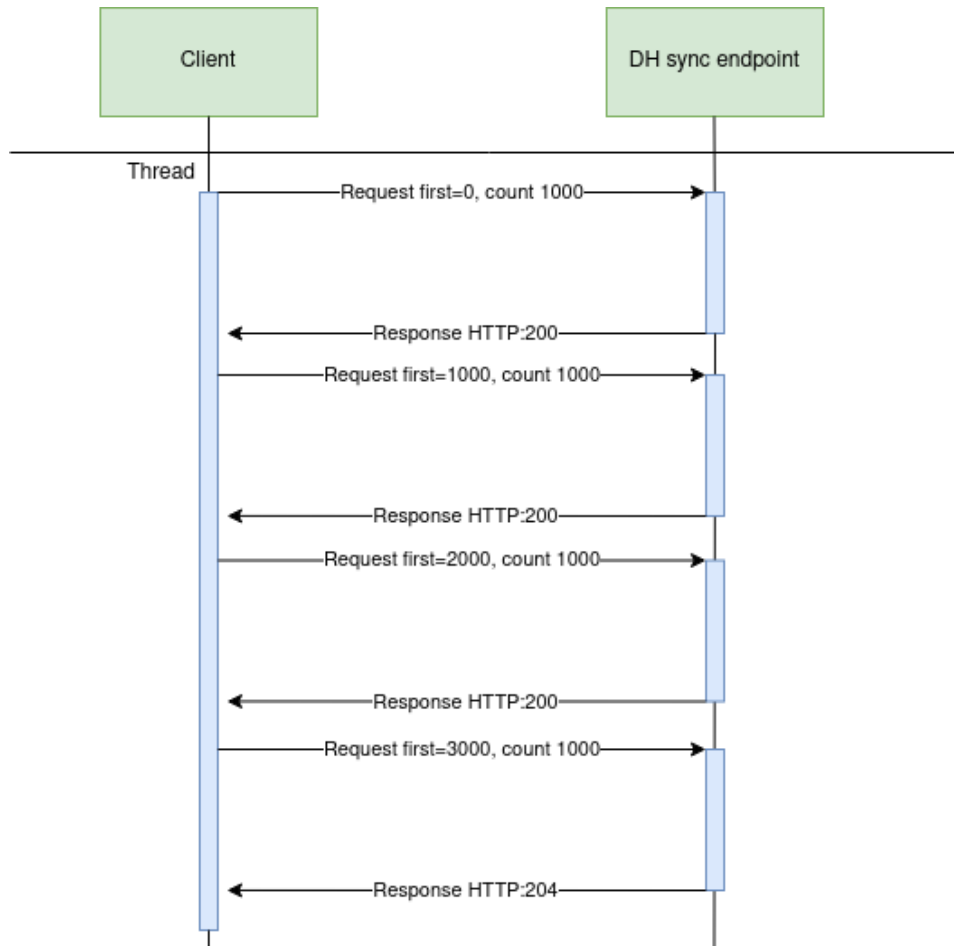 Client
DH sync endpoint
Thread
Request first=0, count 1000
Response HTTP:200
Request first=1000, count 1000
Response HTTP:200
Request first=2000, count 1000
Response HTTP:200
Request first=3000, count 1000
Response HTTP:204